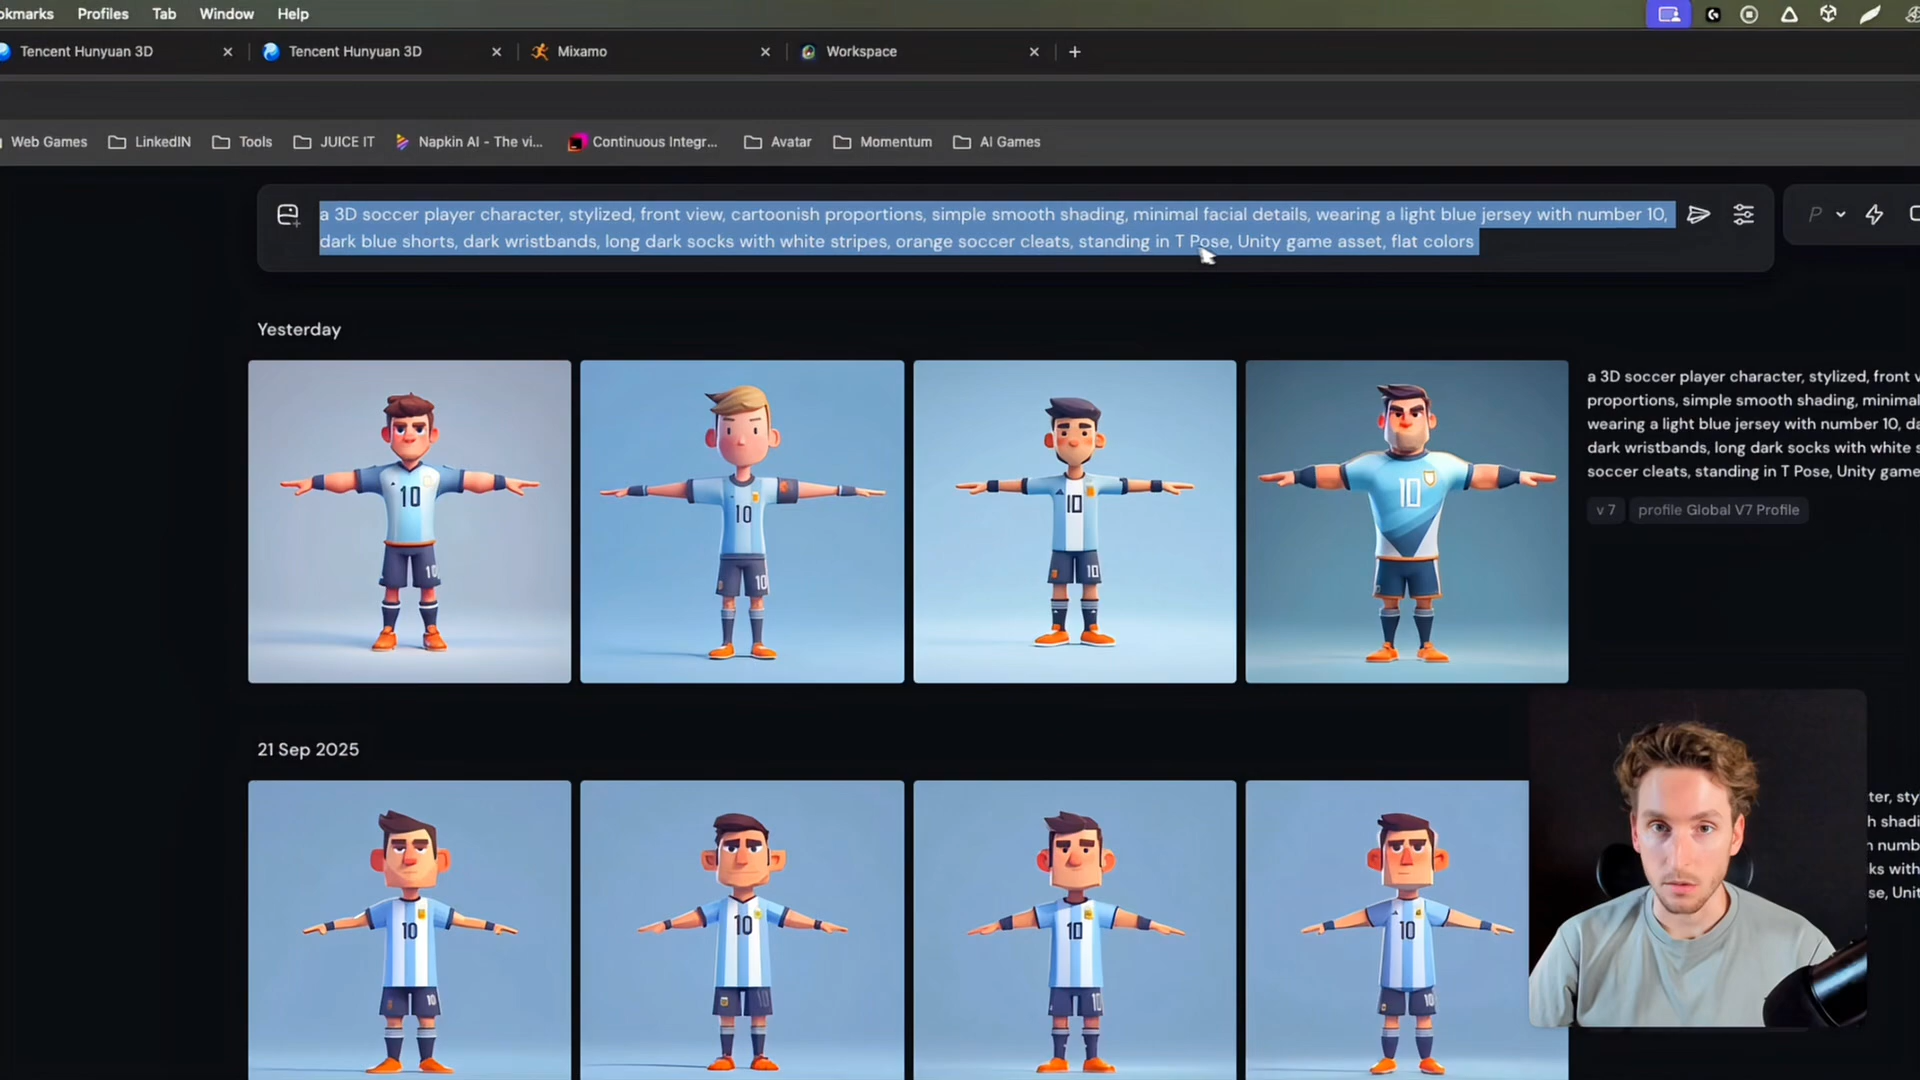 okmarks Profiles Tab Window Help
Tencent Hunyuan 3D Tencent Hunyuan 3D Mixamo Workspace
Web Games LinkedIN Tools JUICE IT Napkin AI - The vi... Continuous Integr... Avatar Momentum AI Games
a 3D soccer player character, stylized, front view, cartoonish proportions, simple smooth shading, minimal facial details, wearing a light blue jersey with number 10,
dark blue shorts, dark wristbands, long dark socks with white stripes, orange soccer cleats, standing in T Pose, Unity game asset, flat colors
Yesterday
10
10
10
10
10
10
10
a 3D soccer player character, stylized, front v
proportions, simple smooth shading, minimal
wearing a light blue jersey with number 10, da
dark wristbands, long dark socks with white s
soccer cleats, standing in T Pose, Unity game
v 7 profile Global V7 Profile
21 Sep 2025
10
10
10
10
10
10
10
ter, sty
h shadi
n numb
ks with
se, Unit